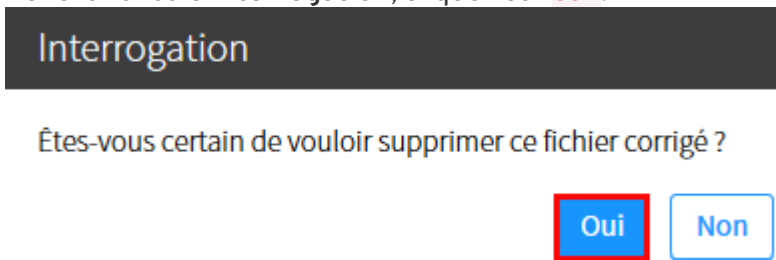 Interrogation
Êtes-vous certain de vouloir supprimer ce fichier corrigé ?
Oui
Non